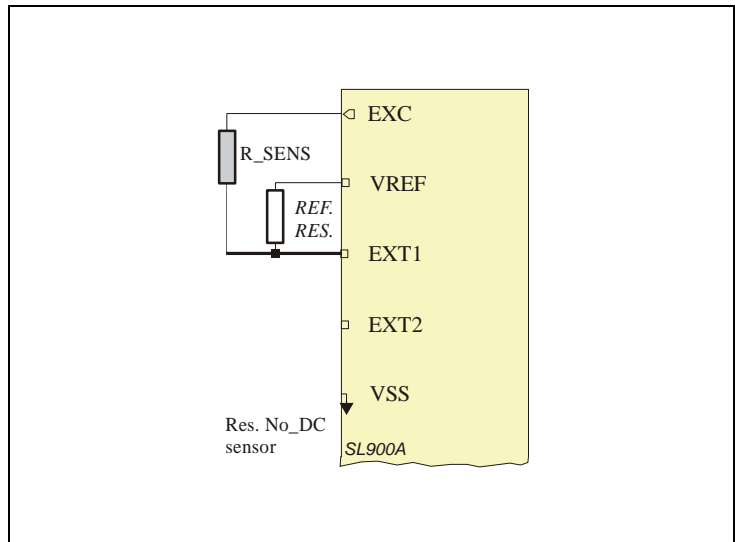 EXC
R_SENS
VREF
REF.
RES.
EXT1
EXT2
VSS
Res. No_DC
sensor
SL900A